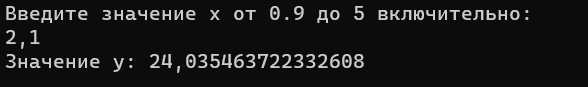 Введите значение x от 0.9 до 5 включительно:
2,1
Значение y: 24,035463722332608